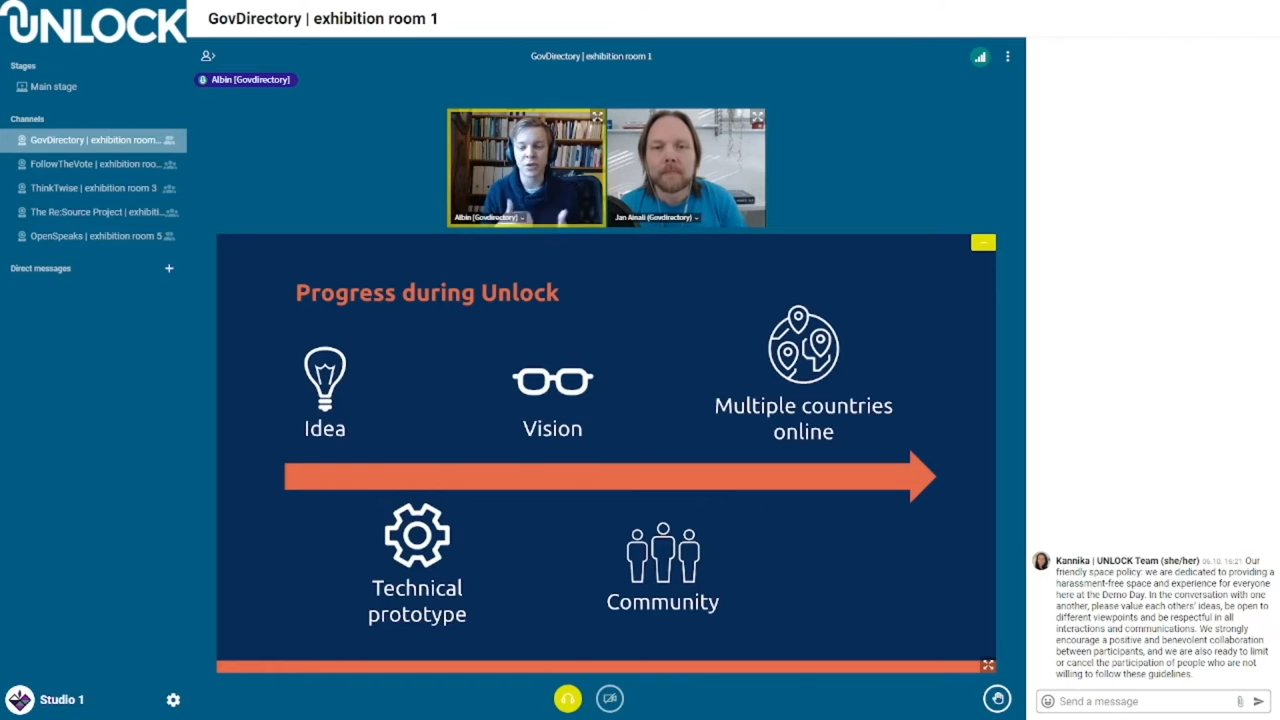 UNLOCK
GovDirectory | exhibition room 1
Stages
Main stage
Channels
GovDirectory | exhibition room...
FollowTheVote | exhibition roo...
ThinkTwise | exhibition room 3
The Re:Source Project | exhibiti...
OpenSpeaks | exhibition room 5
Direct messages
GovDirectory | exhibition room 1
Albin [Govdirectory]
Albin [Govdirectory]
Jan Ainali (Govdirectory)
Progress during Unlock
Idea
Vision
Multiple countries
online
Technical
prototype
Community
Kannika | UNLOCK Team (she/her) 06.10, 16:21 Our
friendly space policy: we are dedicated to providing a
harassment-free space and experience for everyone
here at the Demo Day. In the conversation with one
another, please value each others' ideas, be open to
different viewpoints and be respectful in all
interactions and communications. We strongly
encourage a positive and benevolent collaboration
between participants, and we are also ready to limit
or cancel the participation of people who are not
willing to follow these guidelines.
Studio 1
Send a message